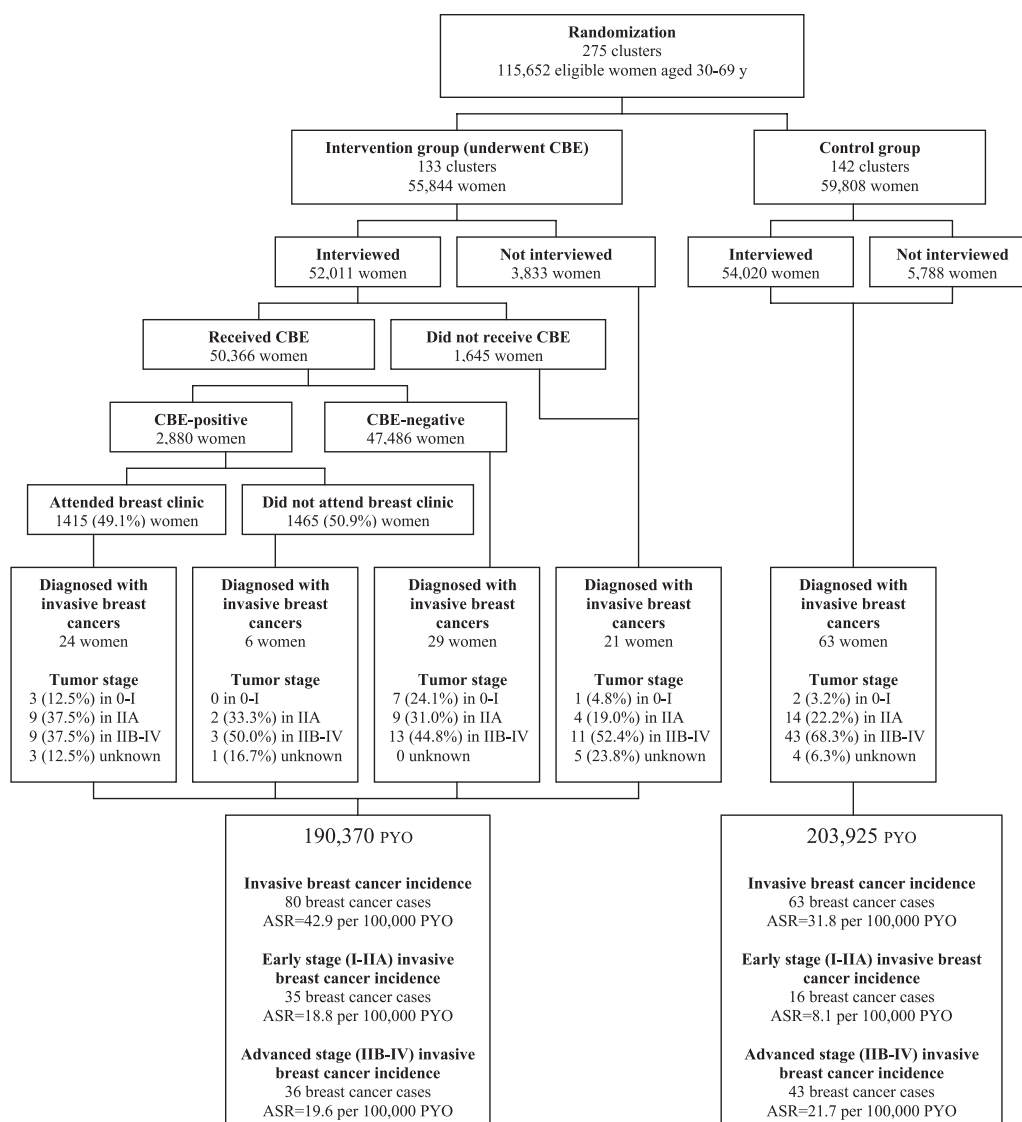 Randomization
275 clusters
115,652 eligible women aged 30-69 y
Intervention group (underwent CBE)
133 clusters
55,844 women
Control group
142 clusters
59,808 women
Interviewed
52,011 women
Not interviewed
3,833 women
Interviewed
54,020 women
Not interviewed
5,788 women
Received CBE
50,366 women
Did not receive CBE
1,645 women
CBE-positive
2,880 women
CBE-negative
47,486 women
Attended breast clinic
1415 (49.1%) women
Did not attend breast clinic
1465 (50.9%) women
Diagnosed with
invasive breast
cancers
24 women
Tumor stage
3 (12.5%) in 0-I
9 (37.5%) in IIA
9 (37.5%) in IIB-IV
3 (12.5%) unknown
Diagnosed with
invasive breast
cancers
6 women
Tumor stage
0 in 0-I
2 (33.3%) in IIA
3 (50.0%) in IIB-IV
1 (16.7%) unknown
Diagnosed with
invasive breast
cancers
29 women
Tumor stage
7 (24.1%) in 0-I
9 (31.0%) in IIA
13 (44.8%) in IIB-IV
0 unknown
Diagnosed with
invasive breast
cancers
21 women
Tumor stage
1 (4.8%) in 0-I
4 (19.0%) in IIA
11 (52.4%) in IIB-IV
5 (23.8%) unknown
Diagnosed with
invasive breast
cancers
63 women
Tumor stage
2 (3.2%) in 0-I
14 (22.2%) in IIA
43 (68.3%) in IIB-IV
4 (6.3%) unknown
190,370 PYO
Invasive breast cancer incidence
80 breast cancer cases
ASR=42.9 per 100,000 PYO
Early stage (I-IIA) invasive
breast cancer incidence
35 breast cancer cases
ASR=18.8 per 100,000 PYO
Advanced stage (IIB-IV) invasive
breast cancer incidence
36 breast cancer cases
ASR=19.6 per 100,000 PYO
203,925 PYO
Invasive breast cancer incidence
63 breast cancer cases
ASR=31.8 per 100,000 PYO
Early stage (I-IIA) invasive breast
cancer incidence
16 breast cancer cases
ASR=8.1 per 100,000 PYO
Advanced stage (IIB-IV) invasive
breast cancer incidence
43 breast cancer cases
ASR=21.7 per 100,000 PYO